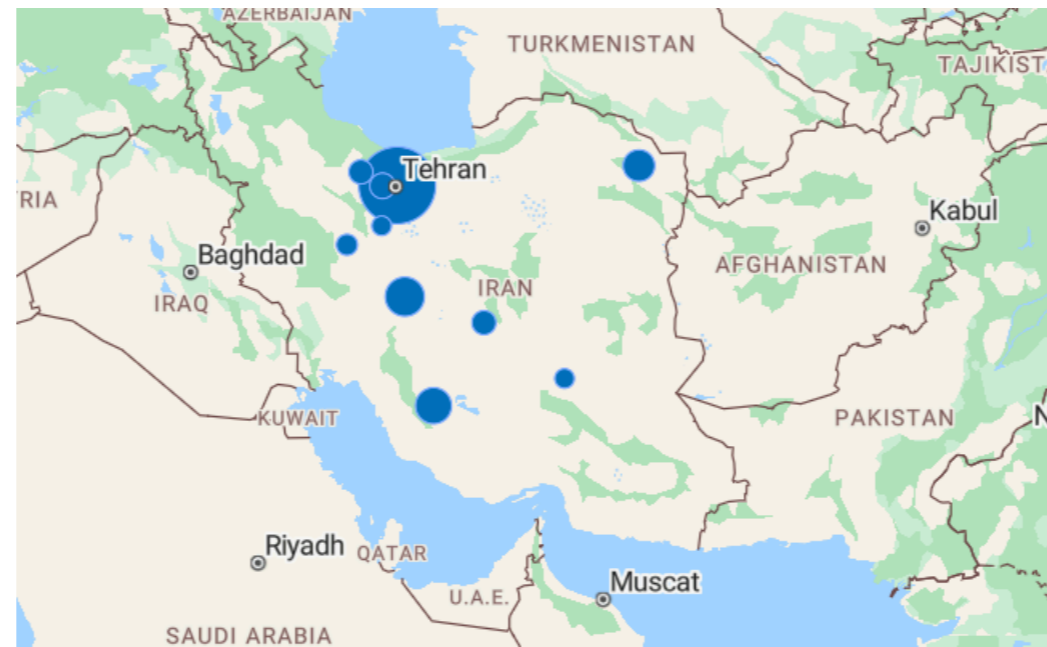 AZERBAIJAN
TURKMENISTAN
TAJIKIST
Tehran
RIA
Kabul
Baghdad
AFGHANISTAN
IRAN
IRAQ
KUWAIT
PAKISTAN
N
Riyadh
QATAR
Muscat
U.A.E.
SAUDI ARABIA